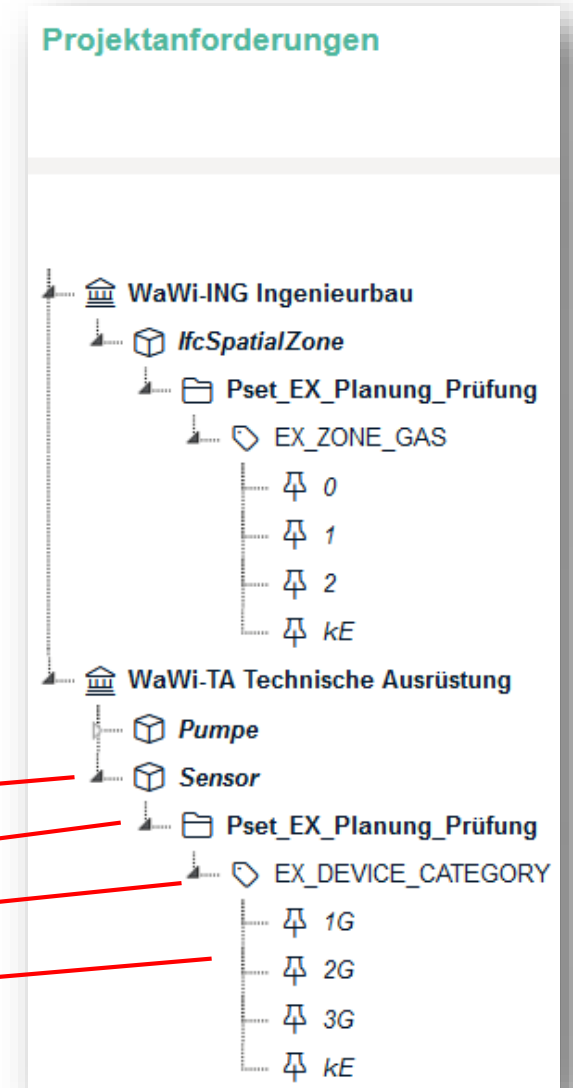 Projektanforderungen
WaWi-ING Ingenieurbau
IfcSpatialZone
Pset_EX_Planung_Prüfung
EX_ZONE_GAS
0
1
2
kE
WaWi-TA Technische Ausrüstung
Pumpe
Sensor
Pset_EX_Planung_Prüfung
EX_DEVICE_CATEGORY
1G
2G
3G
kE